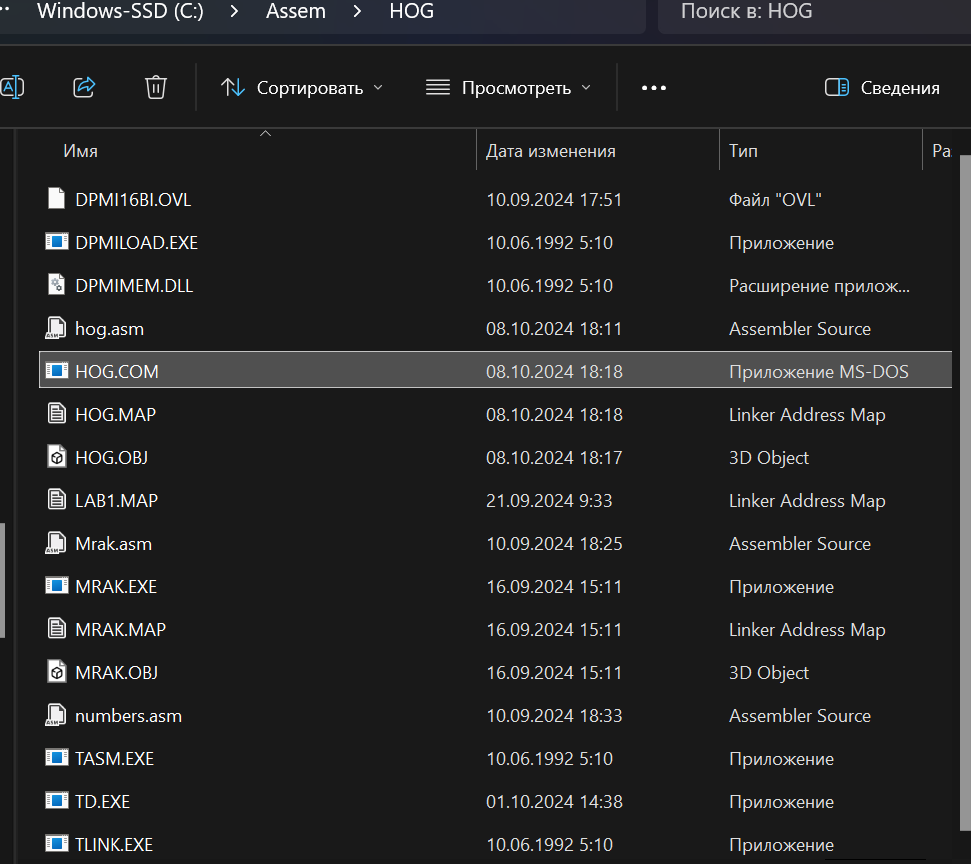 Windows-SSD (C:) > Assem > HOG Поиск в: HOG
Сортировать Просмотреть ... Сведения
Имя Дата изменения Тип Ра
DPMI16BI.OVL 10.09.2024 17:51 Файл "OVL"
DPMILOAD.EXE 10.06.1992 5:10 Приложение
DPMIMEM.DLL 10.06.1992 5:10 Расширение прилож...
hog.asm 08.10.2024 18:11 Assembler Source
HOG.COM 08.10.2024 18:18 Приложение MS-DOS
HOG.MAP 08.10.2024 18:18 Linker Address Map
HOG.OBJ 08.10.2024 18:17 3D Object
LAB1.MAP 21.09.2024 9:33 Linker Address Map
Mrak.asm 10.09.2024 18:25 Assembler Source
MRAK.EXE 16.09.2024 15:11 Приложение
MRAK.MAP 16.09.2024 15:11 Linker Address Map
MRAK.OBJ 16.09.2024 15:11 3D Object
numbers.asm 10.09.2024 18:33 Assembler Source
TASM.EXE 10.06.1992 5:10 Приложение
TD.EXE 01.10.2024 14:38 Приложение
TLINK.EXE 10.06.1992 5:10 Приложение